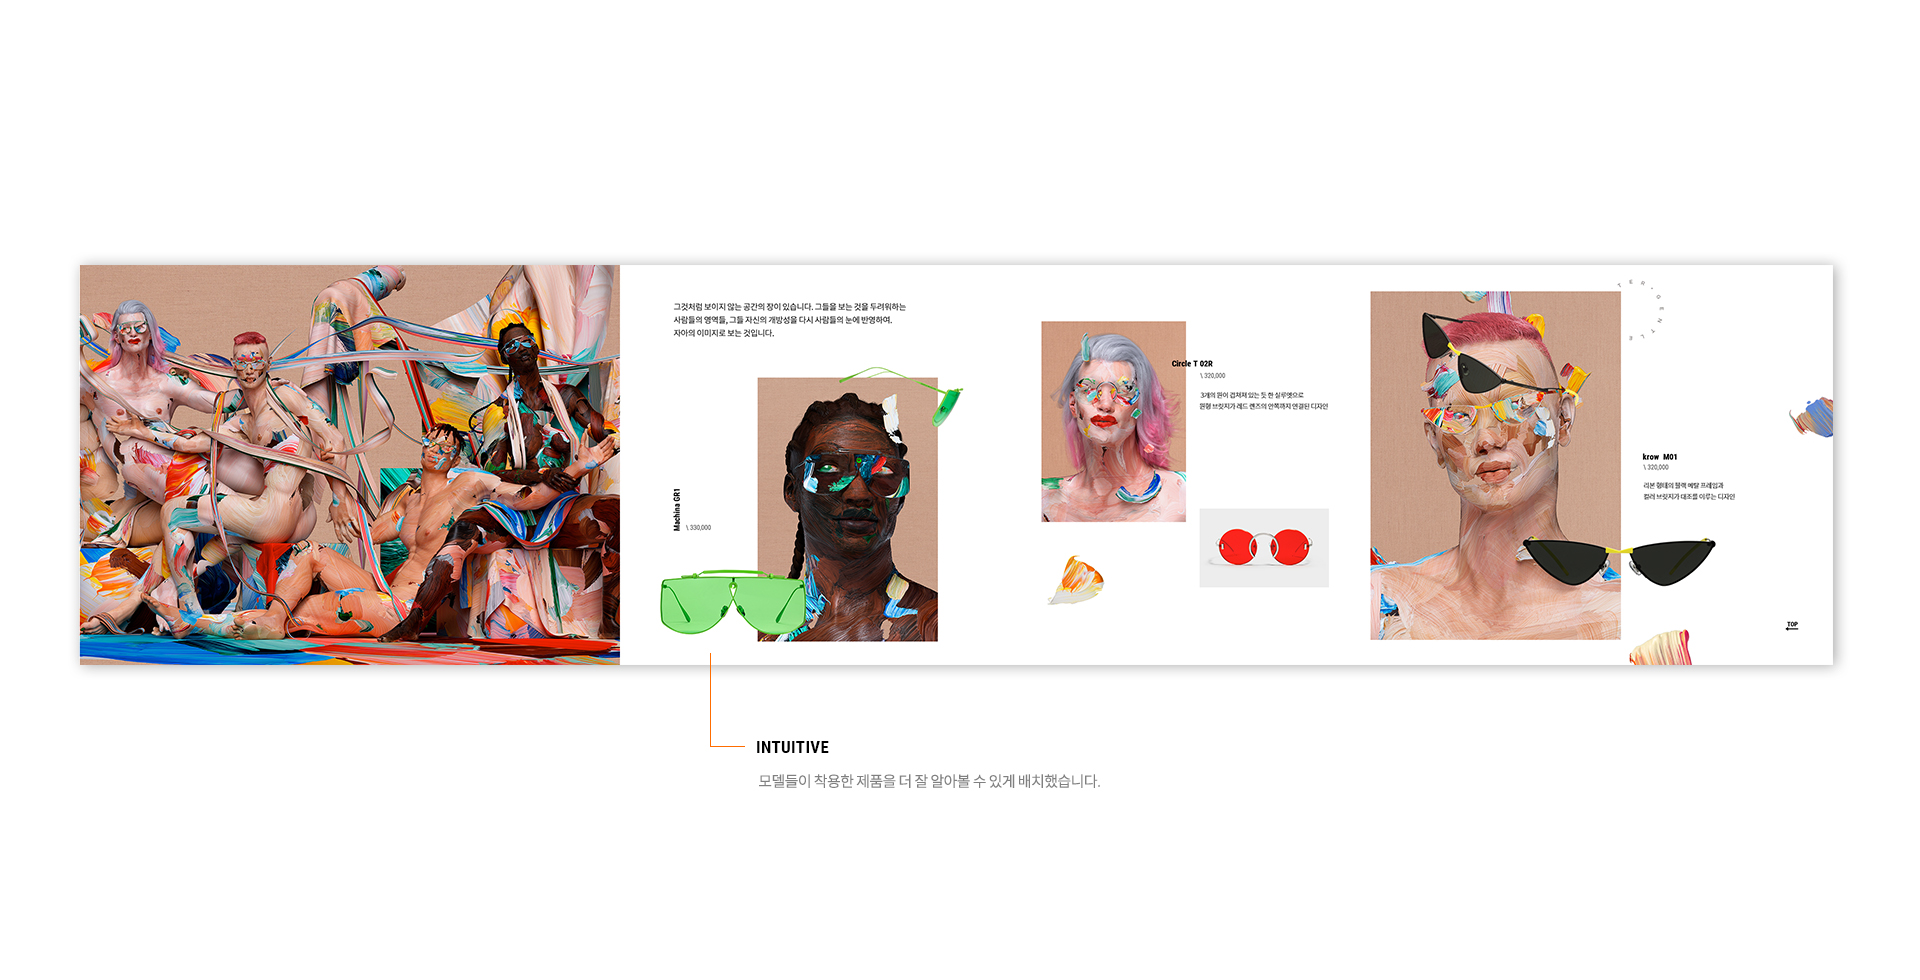 그것처럼 보이지 않는 공간의 장이 있습니다. 그들을 보는 것을 두려워하는
사람들의 영역들, 그들 자신의 개방성을 다시 사람들의 눈에 반영하여.
자아의 이미지로 보는 것입니다.
Machina GR1
\ 330,000
Circle T 02R
\ 320,000
3개의 원이 겹쳐져 있는 듯 한 실루엣으로
원형 브릿지가 레드 렌즈의 안쪽까지 연결된 디자인
krow M01
\ 320,000
리본 형태의 블랙 메탈 프레임과
컬러 브릿지가 대조를 이루는 디자인
TOP
INTUITIVE
모델들이 착용한 제품을 더 잘 알아볼 수 있게 배치했습니다.